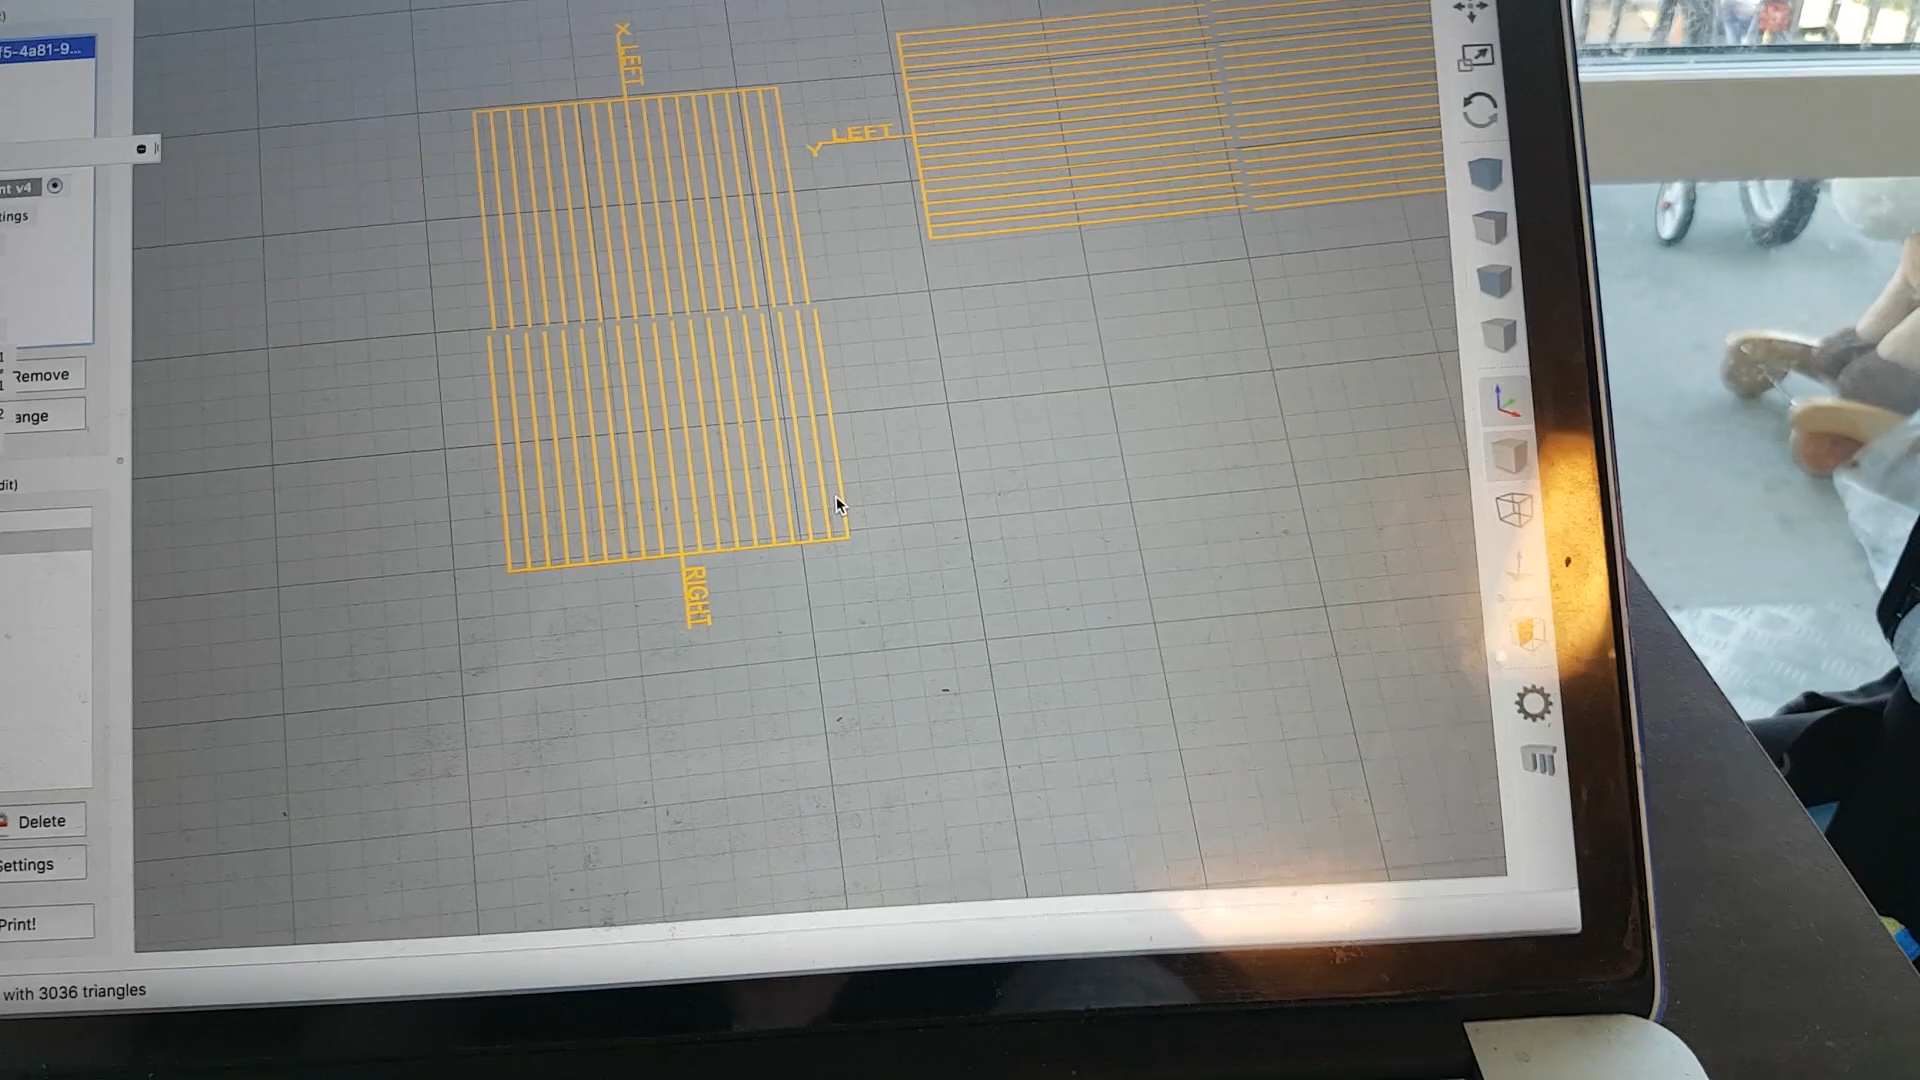 f5-4a81-9...
nt v4
tings
Remove
ange
dit)
Delete
Settings
Print!
with 3036 triangles
X LEFT
Y LEFT
RIGHT